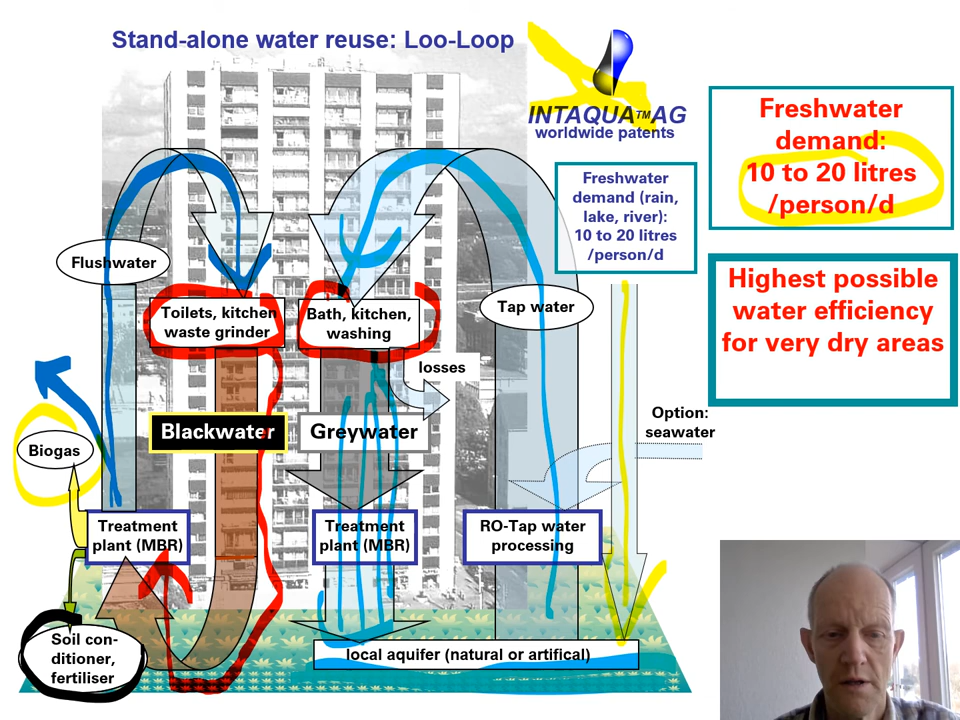 Stand-alone water reuse: Loo-Loop
INTAQUA™AG
worldwide patents
Freshwater
demand:
10 to 20 litres
/person/d
Freshwater
demand (rain,
lake, river):
10 to 20 litres
/person/d
Highest possible
water efficiency
for very dry areas
Flushwater
Toilets, kitchen
waste grinder
Bath, kitchen,
washing
Tap water
losses
Option:
seawater
Blackwater
Greywater
Biogas
Treatment
plant (MBR)
Treatment
plant (MBR)
RO-Tap water
processing
Soil con-
ditioner,
fertiliser
local aquifer (natural or artifical)